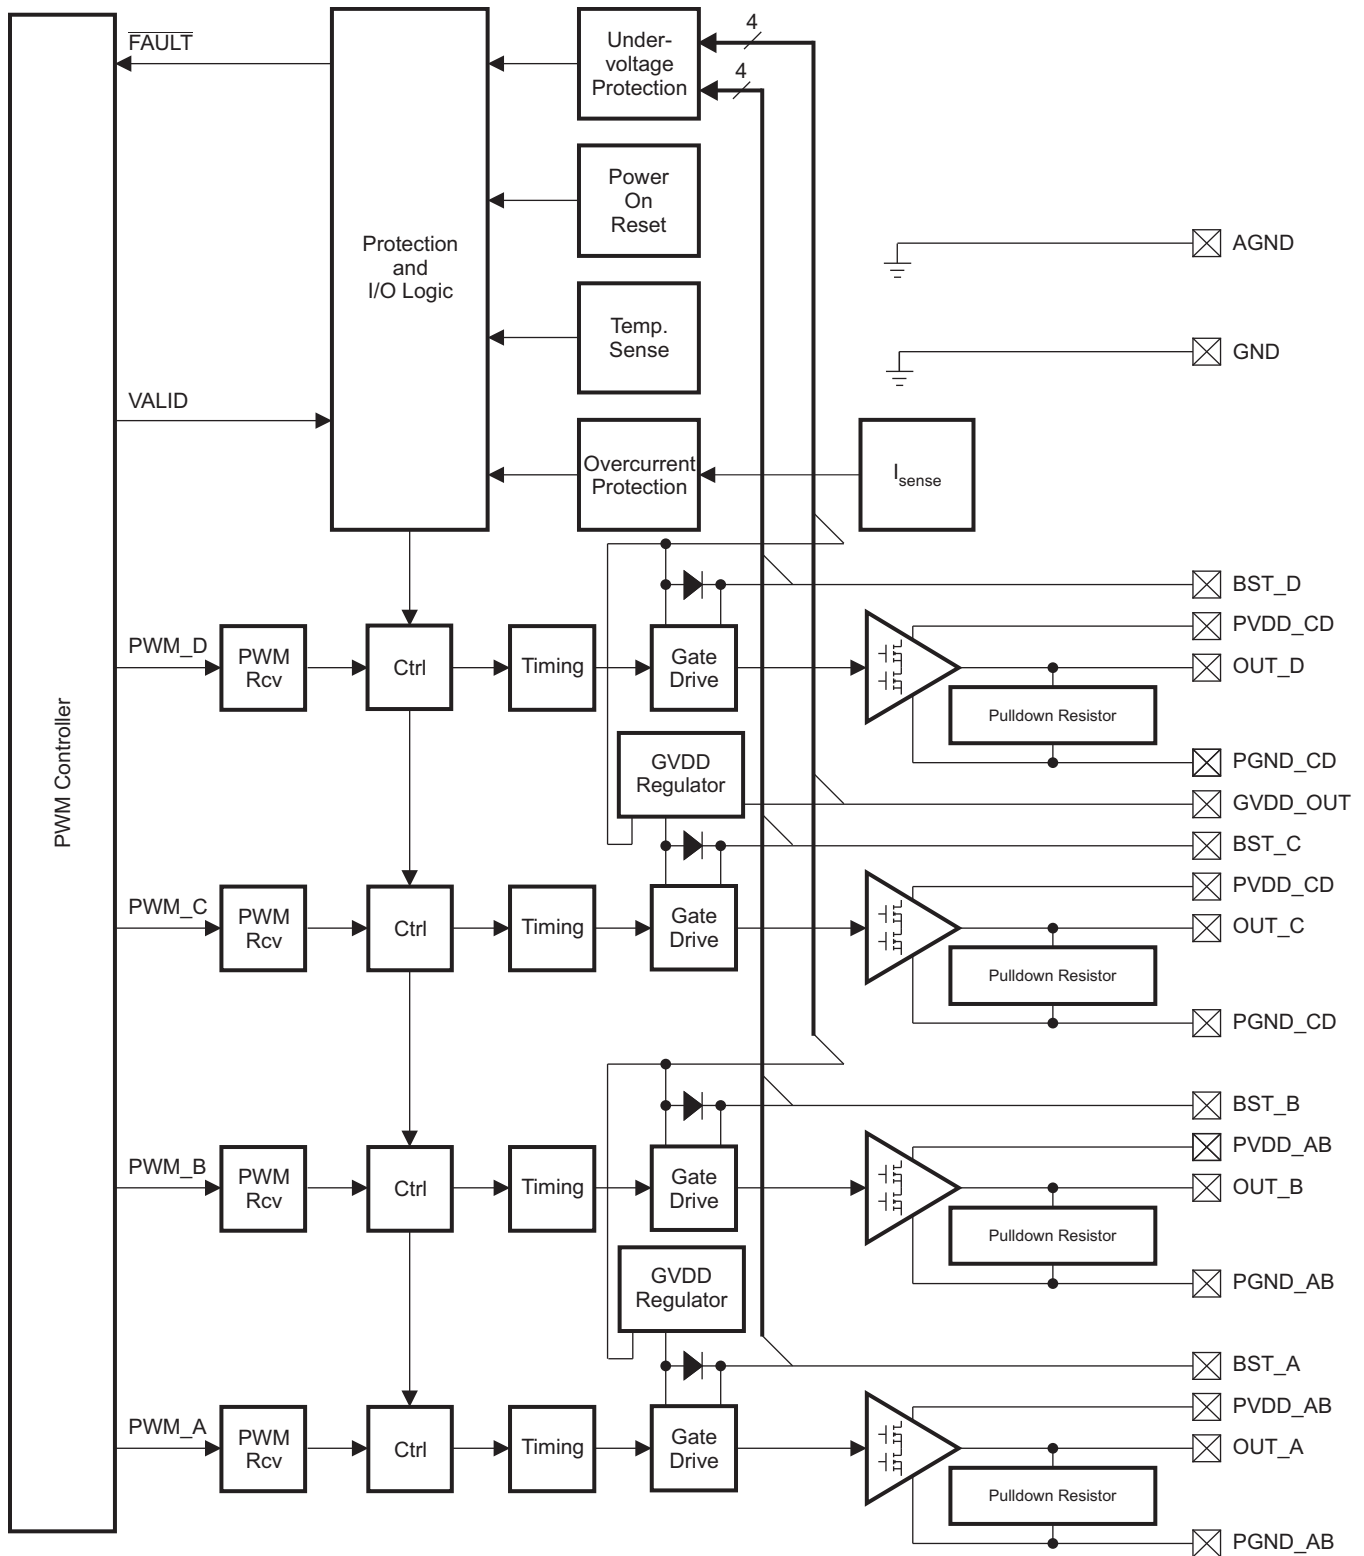 FAULT
Under-
voltage
Protection
4
4
Power
On
Reset
Protection
and
I/O Logic
AGND
Temp.
Sense
GND
VALID
Overcurrent
Protection
Isense
BST_D
PVDD_CD
PWM_D
PWM
Rcv
Ctrl
Timing
Gate
Drive
OUT_D
Pulldown Resistor
PWM Controller
GVDD
Regulator
PGND_CD
GVDD_OUT
BST_C
PVDD_CD
PWM_C
PWM
Rcv
Ctrl
Timing
Gate
Drive
OUT_C
Pulldown Resistor
PGND_CD
BST_B
PVDD_AB
PWM_B
PWM
Rcv
Ctrl
Timing
Gate
Drive
OUT_B
Pulldown Resistor
GVDD
Regulator
PGND_AB
BST_A
PVDD_AB
PWM_A
PWM
Rcv
Ctrl
Timing
Gate
Drive
OUT_A
Pulldown Resistor
PGND_AB